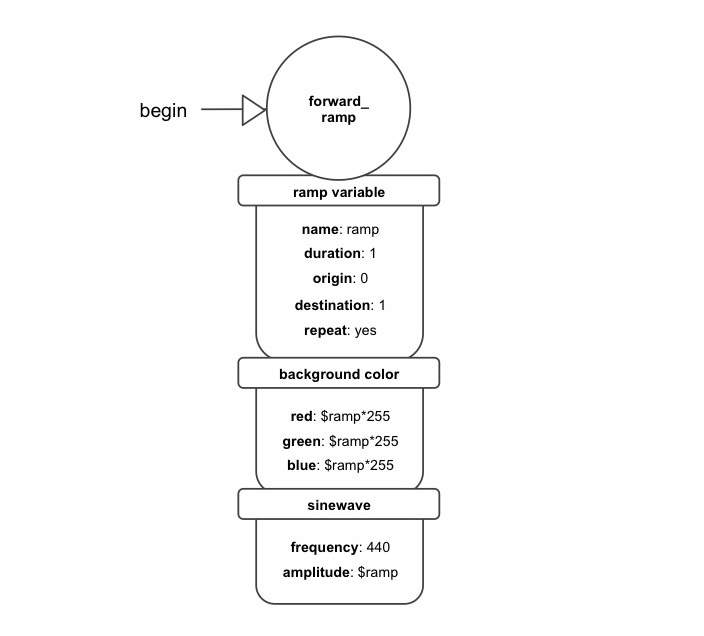 begin
forward_
ramp
ramp variable
name: ramp
duration: 1
origin: 0
destination: 1
repeat: yes
background color
red: $ramp*255
green: $ramp*255
blue: $ramp*255
sinewave
frequency: 440
amplitude: $ramp